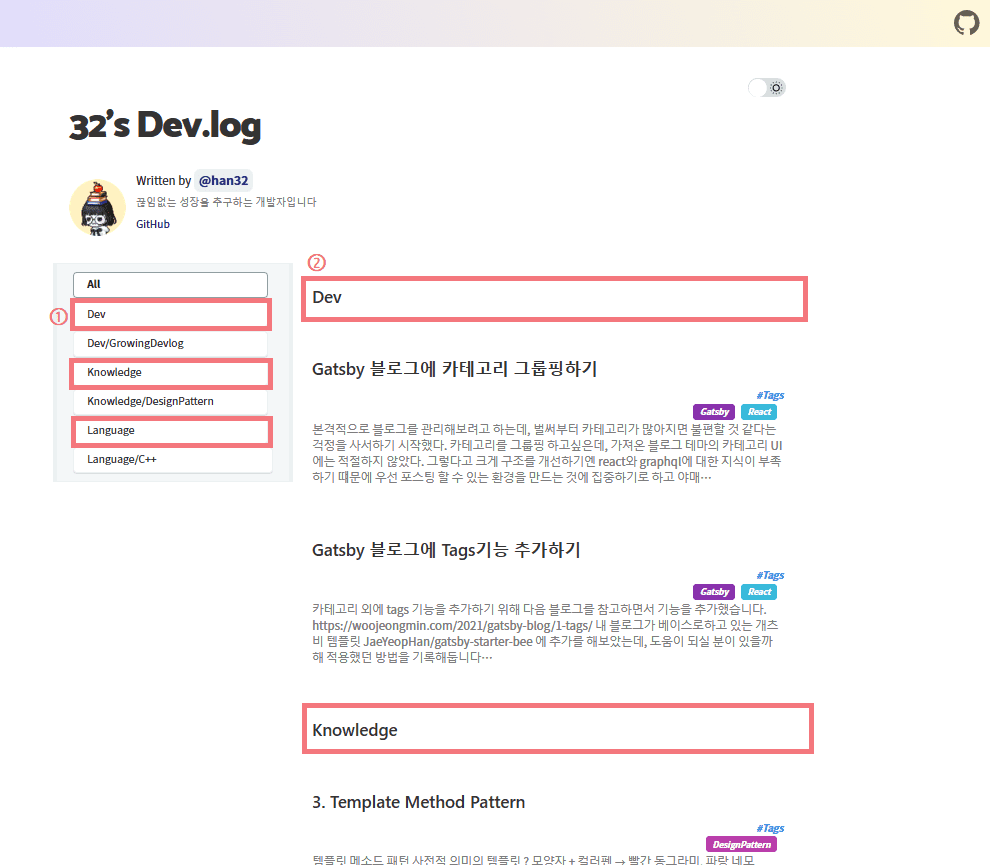 32's Dev.log
Written by @han32
끊임없는 성장을 추구하는 개발자입니다
GitHub
All
① Dev
Dev/GrowingDevlog
Knowledge
Knowledge/DesignPattern
Language
Language/C++
②
Dev
Gatsby 블로그에 카테고리 그룹핑하기
#Tags
Gatsby React
본격적으로 블로그를 관리해보려고 하는데, 벌써부터 카테고리가 많아지면 불편할 것 같다는
걱정을 사서하기 시작했다. 카테고리를 그룹핑 하고싶은데, 가져온 블로그 테마의 카테고리 UI
에는 적절하지 않았다. 그렇다고 크게 구조를 개선하기엔 react와 graphql에 대한 지식이 부족
하기 때문에 우선 포스팅 할 수 있는 환경을 만드는 것에 집중하기로 하고 야매…
Gatsby 블로그에 Tags기능 추가하기
#Tags
Gatsby React
카테고리 외에 tags 기능을 추가하기 위해 다음 블로그를 참고하면서 기능을 추가했습니다.
https://woojeongmin.com/2021/gatsby-blog/1-tags/ 내 블로그가 베이스로하고 있는 개츠
비 템플릿 JaeYeopHan/gatsby-starter-bee 에 추가를 해보았는데, 도움이 되실 분이 있을까
해 적용했던 방법을 기록해둡니다…
Knowledge
3. Template Method Pattern
#Tags
DesignPattern
템플릿 메소드 패턴 사전적 의미의 템플릿 ? 모양자 + 컬러펜 → 빨간 동그라미, 파랑 네모